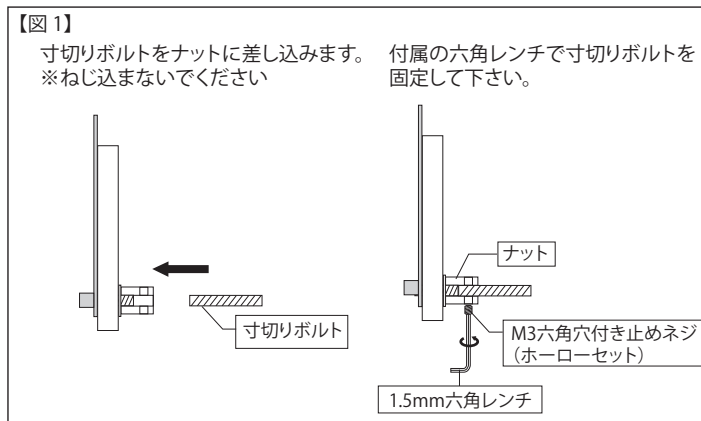 【図 1】
寸切りボルトをナットに差し込みます。
※ねじ込まないでください
付属の六角レンチで寸切りボルトを
固定して下さい。
寸切りボルト
ナット
M3六角穴付き止めネジ
（ホーローセット）
1.5mm六角レンチ